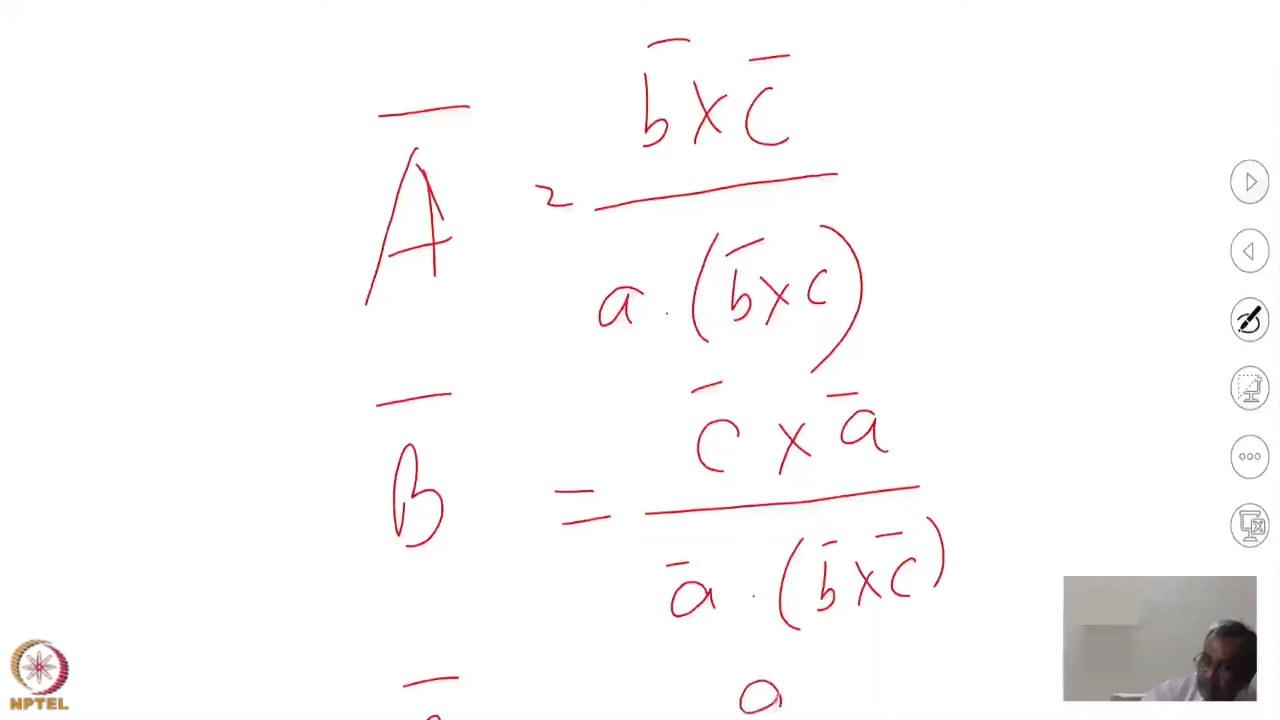 A̅ = b̅ × c̅ / a · (b̅ × c)
B̅ = c̅ × a̅ / a̅ · (b̅ × c̅)
a
NPTEL